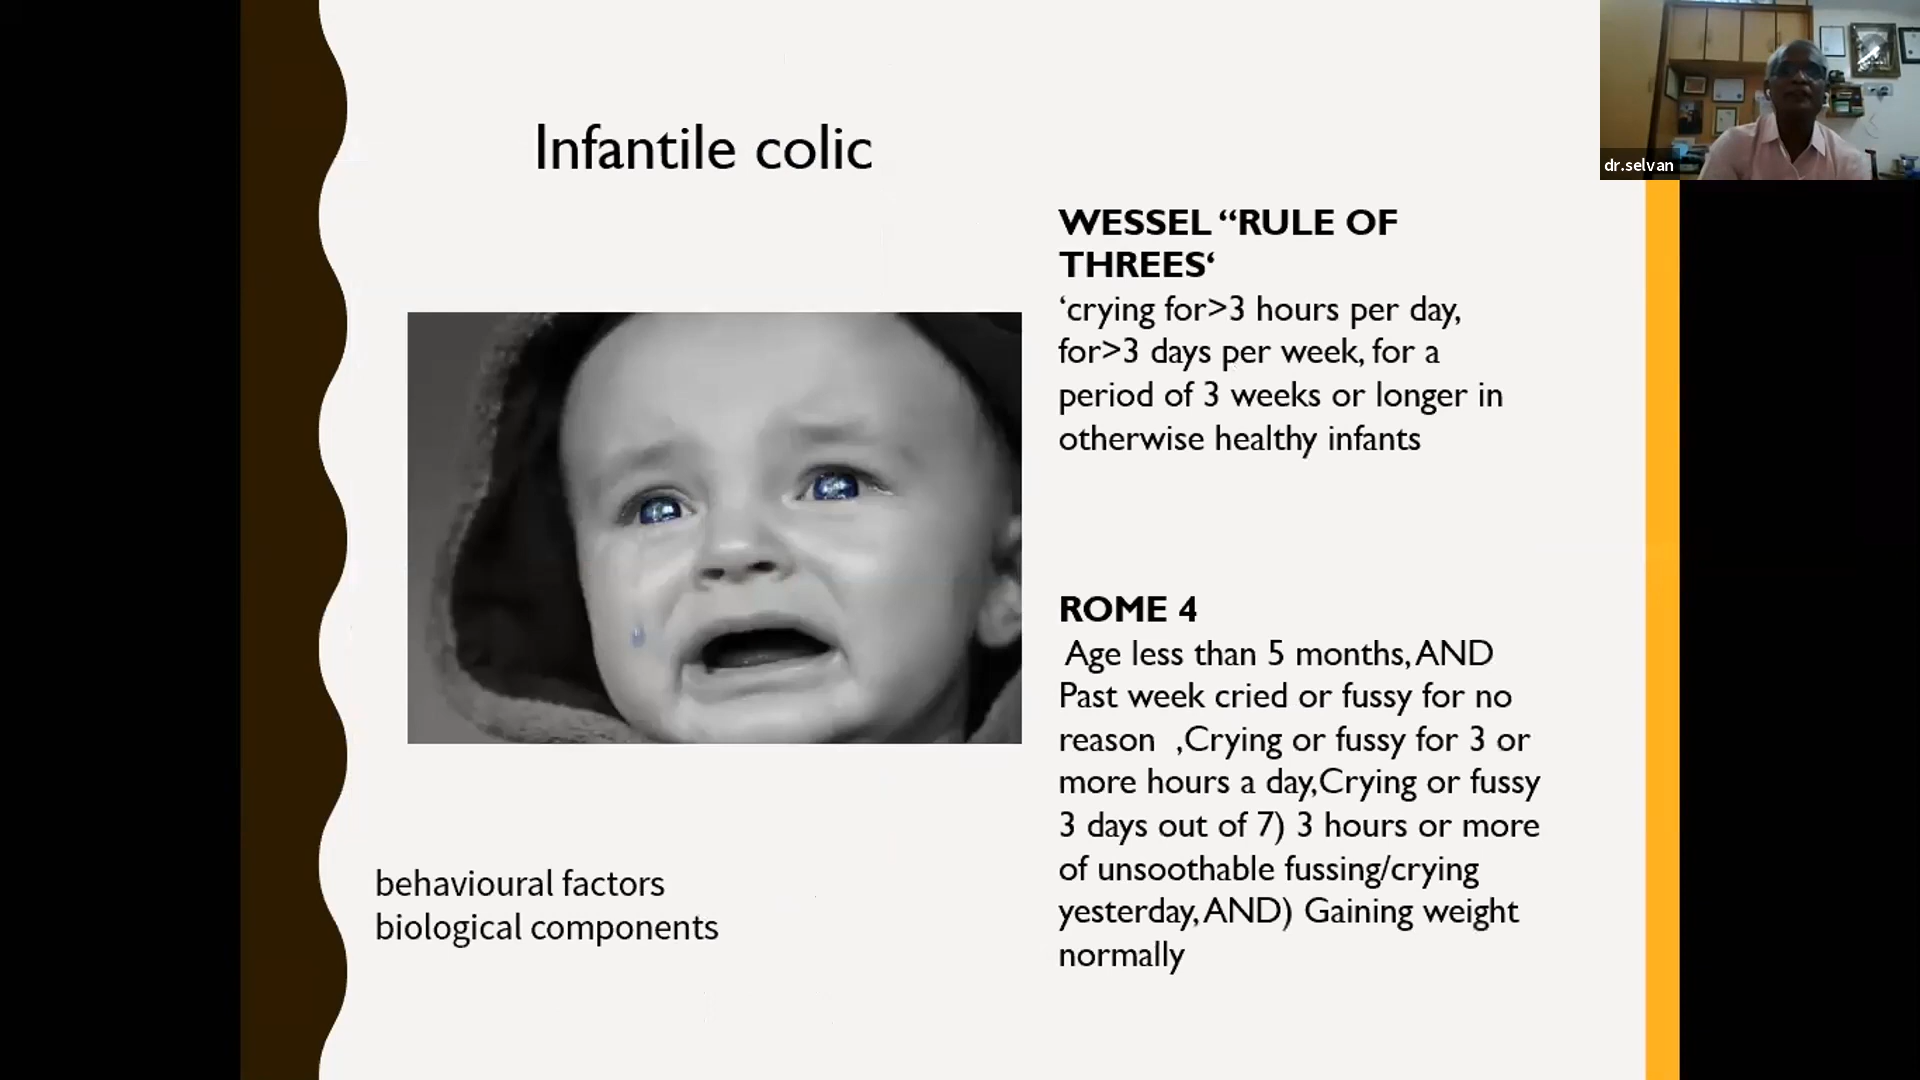 Infantile colic
dr.selvan
WESSEL “RULE OF
THREES‘
‘crying for>3 hours per day,
for>3 days per week, for a
period of 3 weeks or longer in
otherwise healthy infants
ROME 4
Age less than 5 months, AND
Past week cried or fussy for no
reason ,Crying or fussy for 3 or
more hours a day,Crying or fussy
3 days out of 7) 3 hours or more
of unsoothable fussing/crying
yesterday, AND) Gaining weight
normally
behavioural factors
biological components